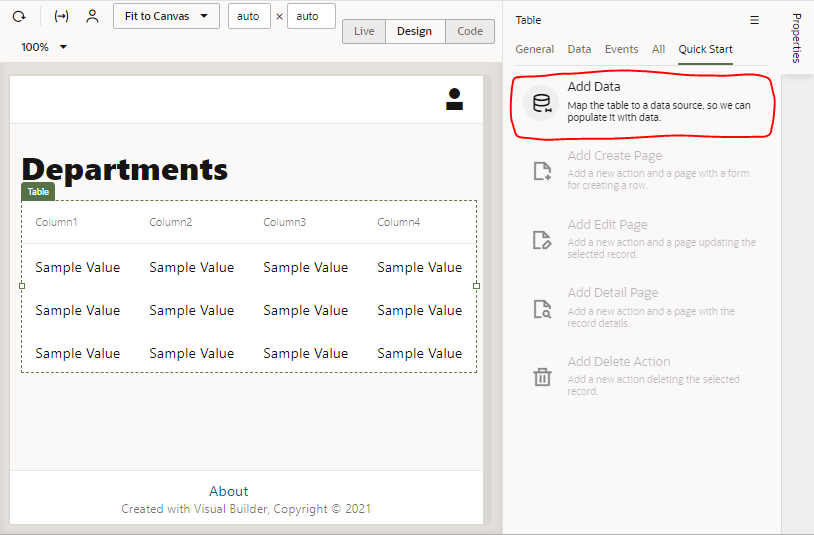 Fit to Canvas
auto × auto
Live Design Code
100%
Departments
Table
Column1 Column2 Column3 Column4
Sample Value Sample Value Sample Value Sample Value
Sample Value Sample Value Sample Value Sample Value
Sample Value Sample Value Sample Value Sample Value
About
Created with Visual Builder, Copyright © 2021
Table
General Data Events All Quick Start
Add Data
Map the table to a data source, so we can
populate it with data.
Add Create Page
Add a new action and a page with a form
for creating a row.
Add Edit Page
Add a new action and a page updating the
selected record.
Add Detail Page
Add a new action and a page with the
record details.
Add Delete Action
Add a new action deleting the selected
record.
Properties